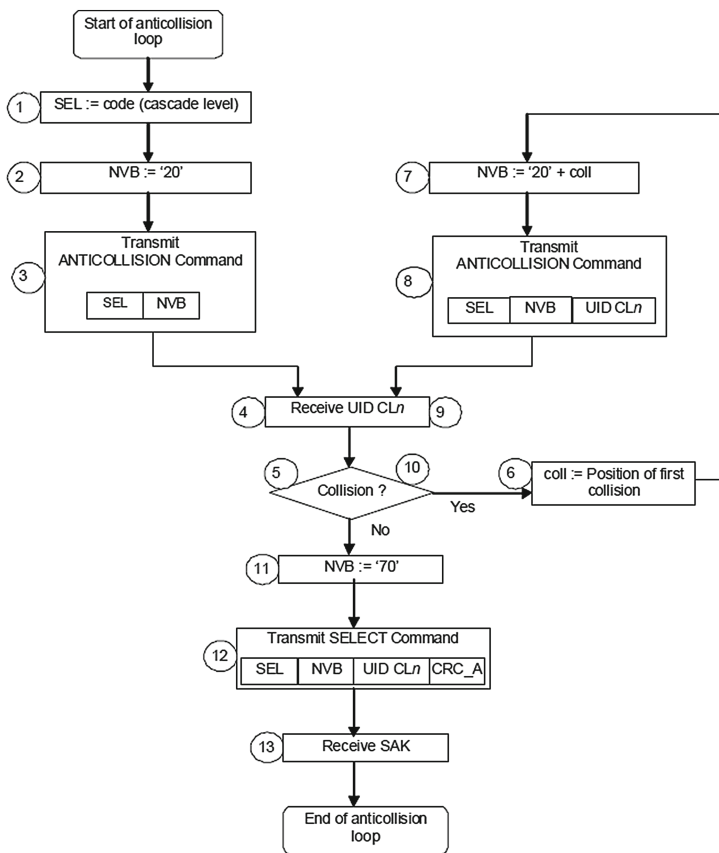 Start of anticollision
loop
1
SEL := code (cascade level)
2
NVB := ‘20’
3
Transmit
ANTICOLLISION Command
SEL NVB
7
NVB := ‘20’ + coll
8
Transmit
ANTICOLLISION Command
SEL NVB UID CLn
4
Receive UID CLn
9
5
Collision ?
10
Yes
6
coll := Position of first
collision
No
11
NVB := ‘70’
12
Transmit SELECT Command
SEL NVB UID CLn CRC_A
13
Receive SAK
End of anticollision
loop